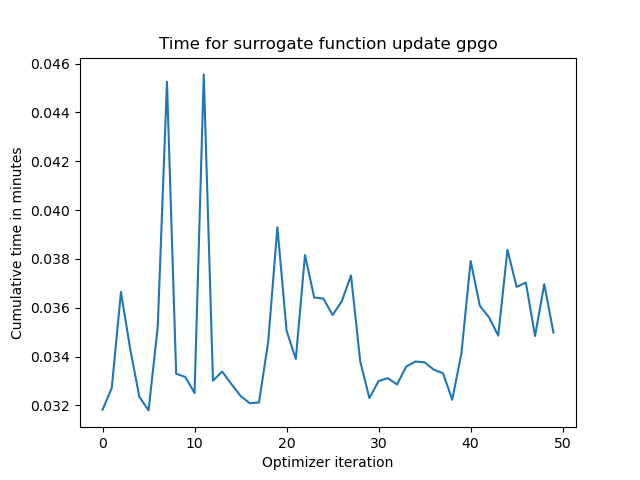 Time for surrogate function update gpgo
Cumulative time in minutes
0.046
0.044
0.042
0.040
0.038
0.036
0.034
0.032
0 10 20 30 40 50
Optimizer iteration